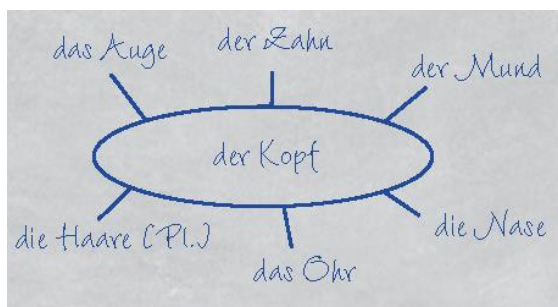 der Zahn
das Auge
der Mund
der Kopf
die Haare (Pl.)
die Nase
das Ohr